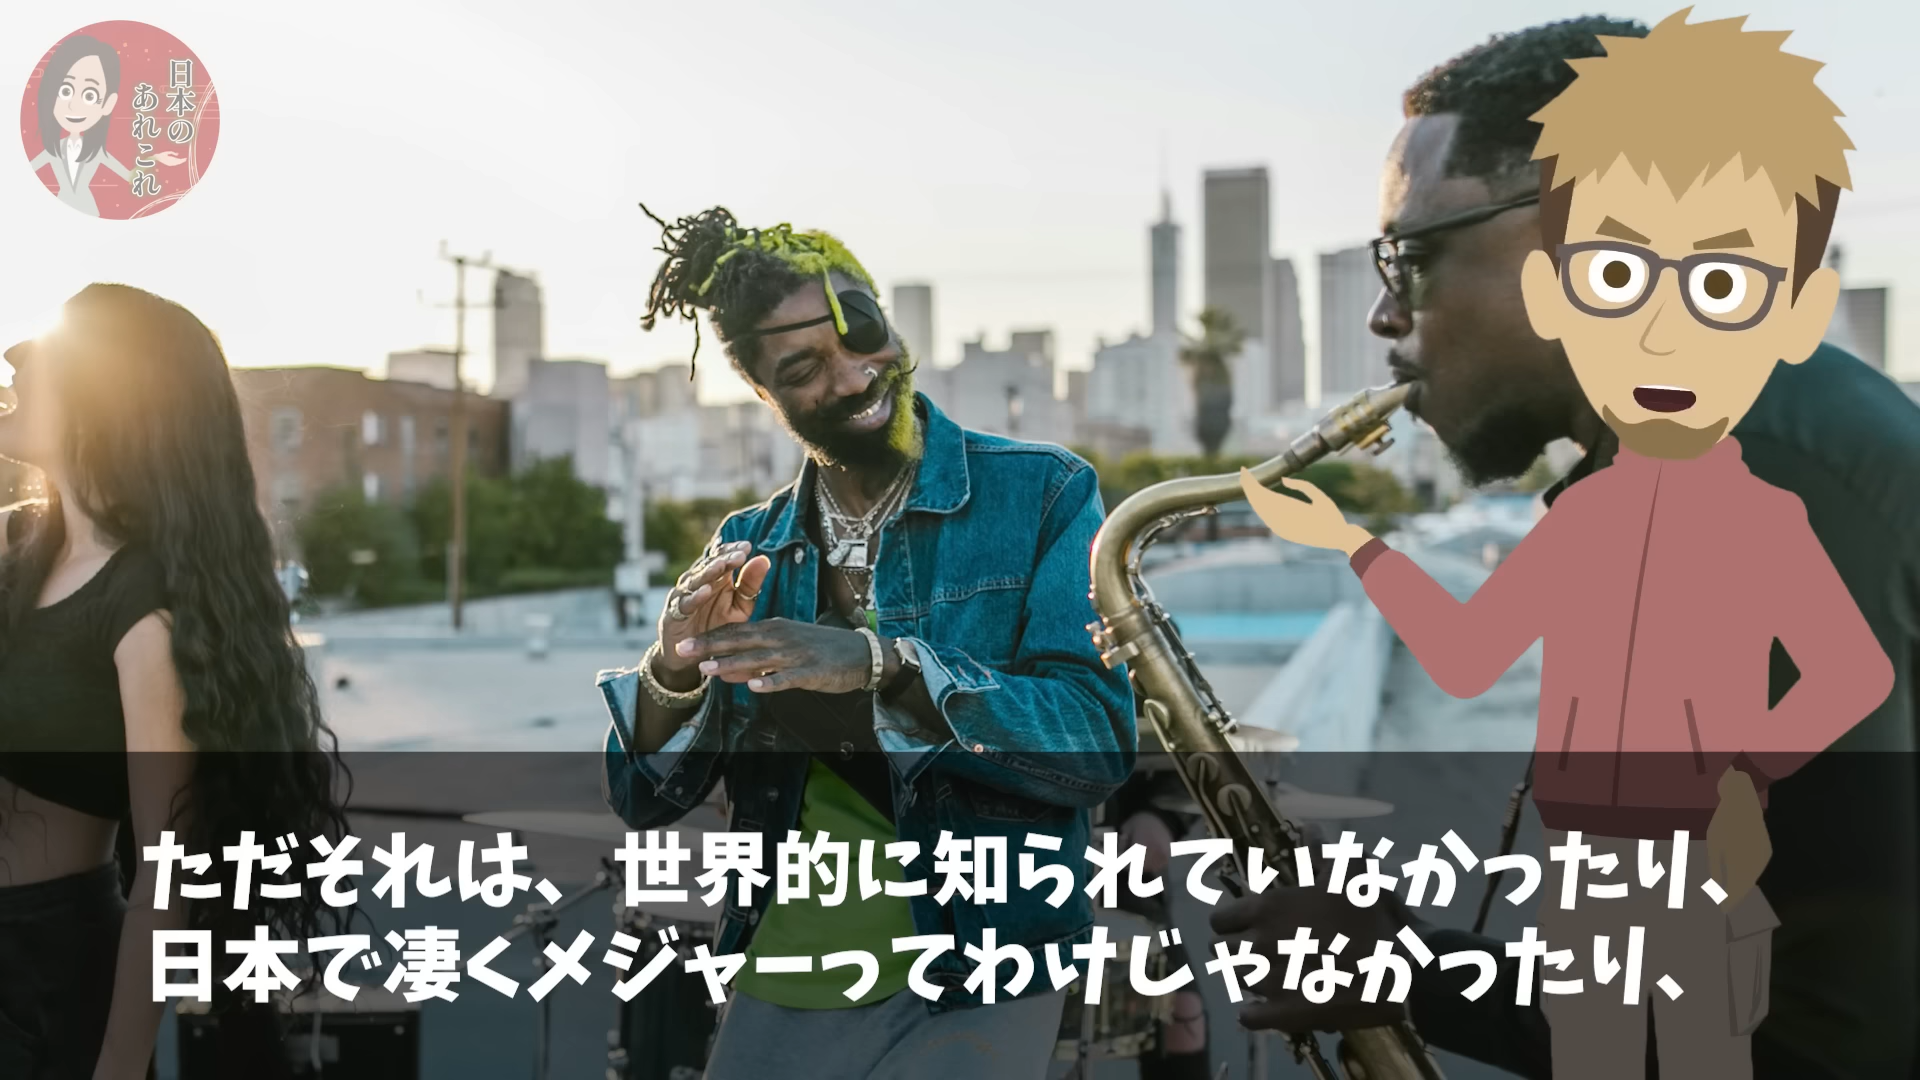 日本の
あれこれ
ただそれは、世界的に知られていなかったり、
日本で凄くメジャーってわけじゃなかったり、